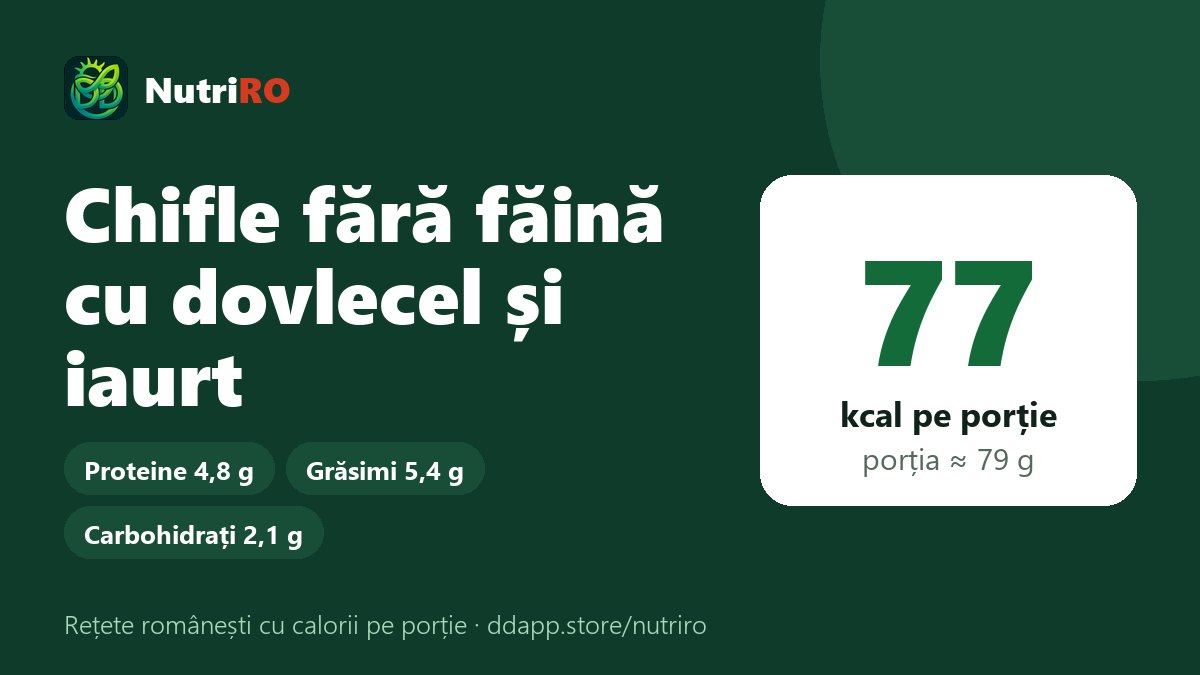 NutriRO
Chifle fără făină
cu dovlecel și
iaurt
Proteine 4,8 g
Grăsimi 5,4 g
Carbohidrați 2,1 g
77
kcal pe porție
porția ≈ 79 g
Rețete românești cu calorii pe porție · ddapp.store/nutriro